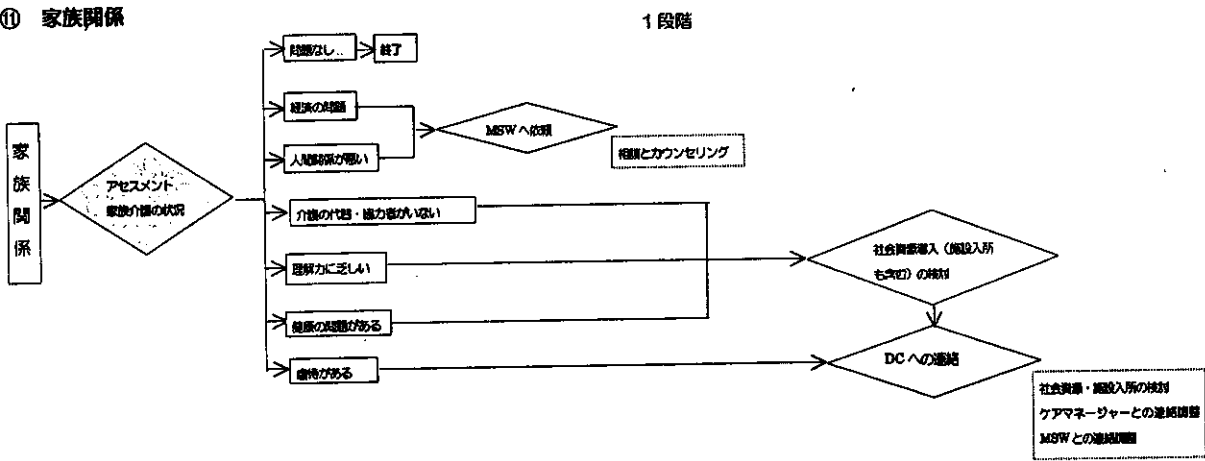 ⑪ 家族関係
1段階
問題なし..
終了
経済の問題
MSWへ依頼
人間関係が悪い
相談とカウンセリング
家族関係
アセスメント
家族介護の状況
介護の代替・協力者がいない
社会資源導入(施設入所
も含む)の検討
理解力に乏しい
健康の問題がある
DCへの連絡
虐待がある
社会資源・施設入所の検討
ケアマネージャーとの連絡調整
MSWとの連絡調整